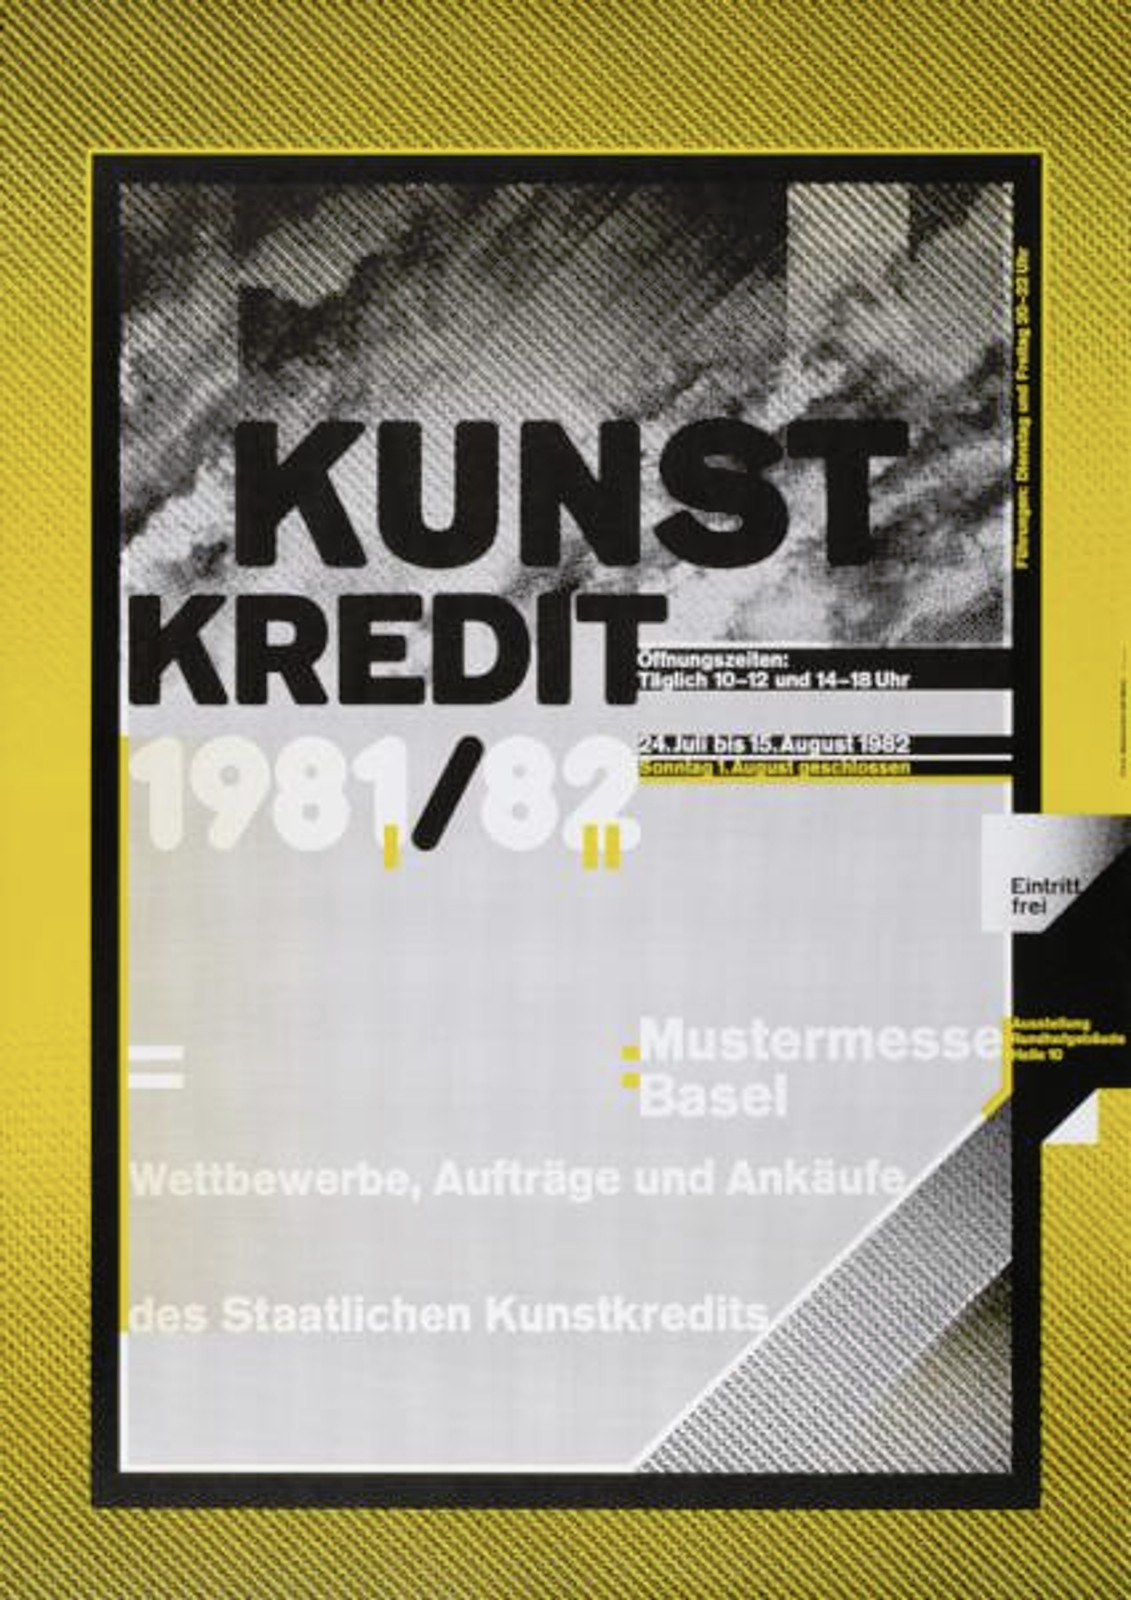 KUNST
KREDIT
1981/82
Öffnungszeiten:
Täglich 10–12 und 14–18 Uhr
24. Juli bis 15. August 1982
Sonntag 1. August geschlossen
Führungen: Dienstag und Freitag 20–22 Uhr
Eintritt
frei
Mustermesse
Basel
Ausstellung
Rundhofgebäude
Halle 10
Wettbewerbe, Aufträge und Ankäufe
des Staatlichen Kunstkredits